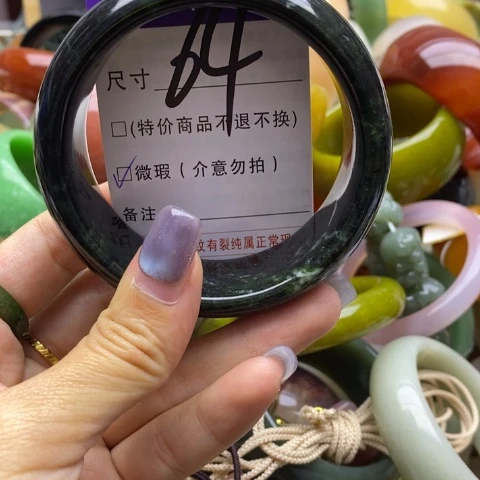 尺寸 64
□(特价商品不退不换)
☑微瑕(介意勿拍)
备注
纹有裂纯属正常现